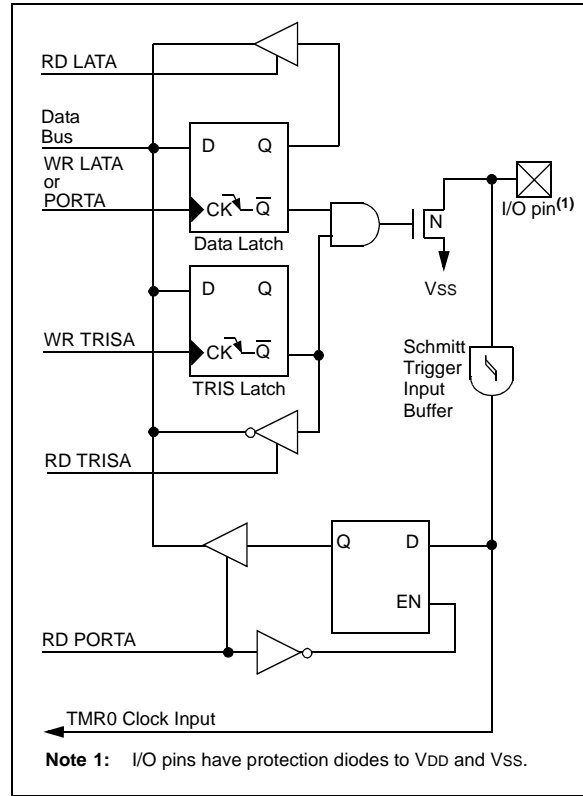 RD LATA
Data
Bus
WR LATA
or
PORTA
D Q
CK Q
Data Latch
N
I/O pin(1)
VSS
D Q
CK Q
WR TRISA
TRIS Latch
Schmitt
Trigger
Input
Buffer
RD TRISA
Q D
EN
RD PORTA
TMR0 Clock Input
Note 1: I/O pins have protection diodes to VDD and VSS.